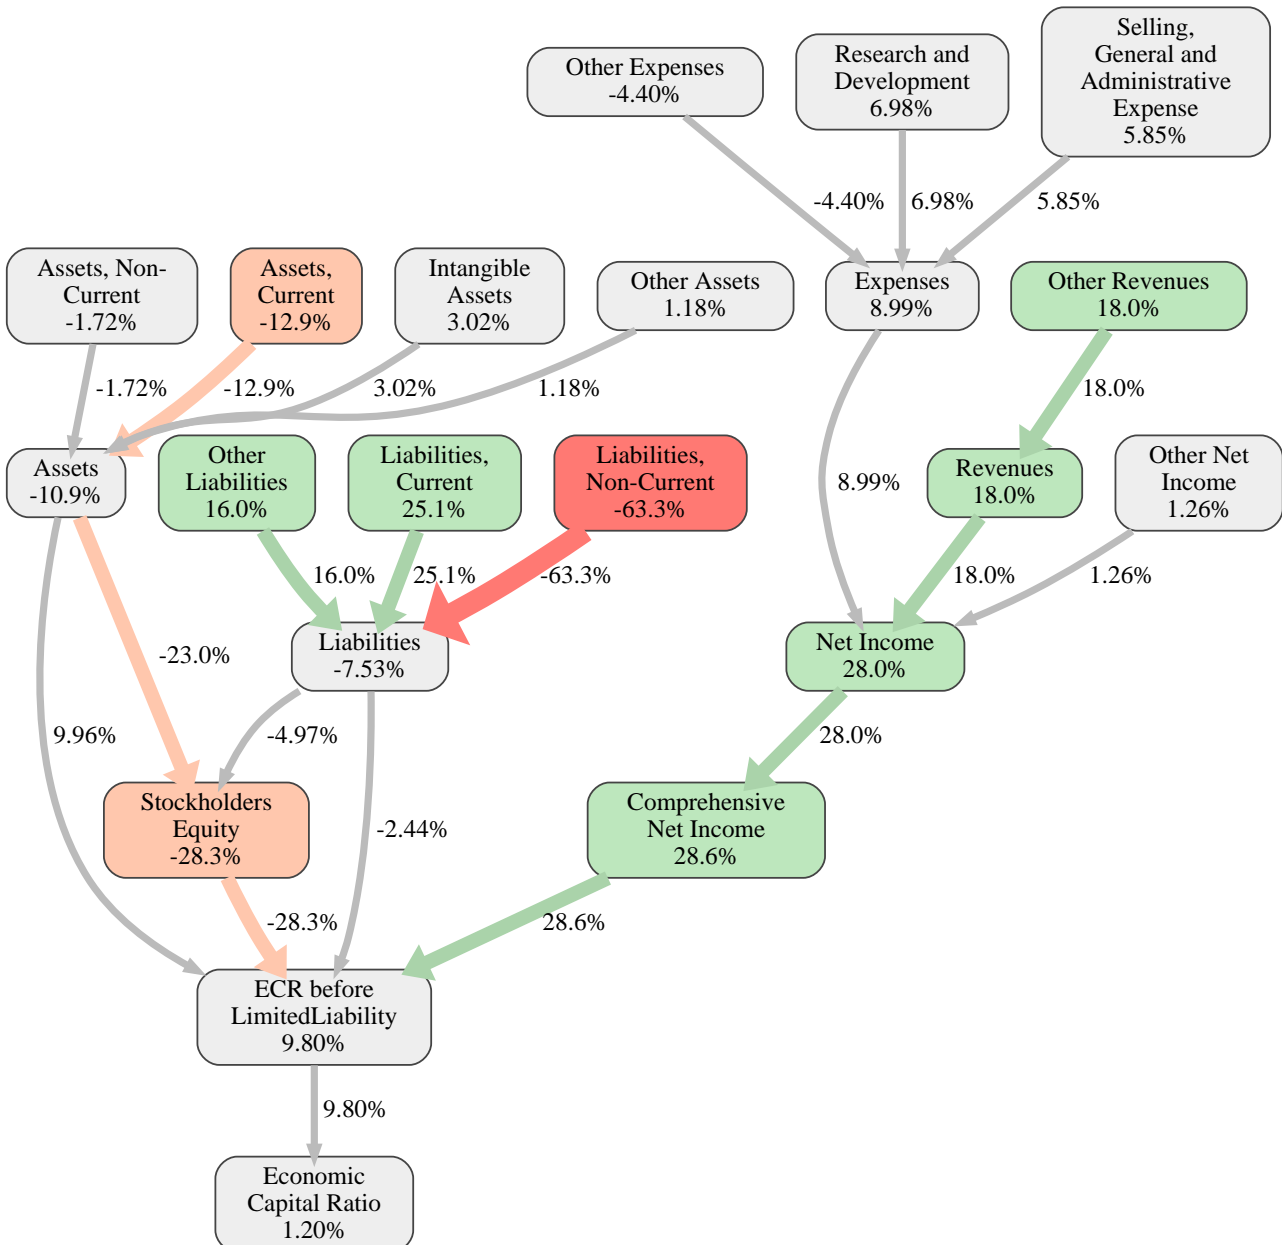 Selling,
General and
Administrative
Expense
5.85%
Research and
Development
6.98%
Other Expenses
-4.40%
-4.40%
6.98%
5.85%
Assets, Non-
Current
-1.72%
Assets,
Current
-12.9%
Intangible
Assets
3.02%
Other Assets
1.18%
Expenses
8.99%
Other Revenues
18.0%
-1.72%
-12.9%
3.02%
1.18%
18.0%
Assets
-10.9%
Other
Liabilities
16.0%
Liabilities,
Current
25.1%
Liabilities,
Non-Current
-63.3%
8.99%
Revenues
18.0%
Other Net
Income
1.26%
16.0%
25.1%
-63.3%
18.0%
1.26%
Liabilities
-7.53%
Net Income
28.0%
-23.0%
9.96%
-4.97%
28.0%
Stockholders
Equity
-28.3%
-2.44%
Comprehensive
Net Income
28.6%
-28.3%
28.6%
ECR before
LimitedLiability
9.80%
9.80%
Economic
Capital Ratio
1.20%